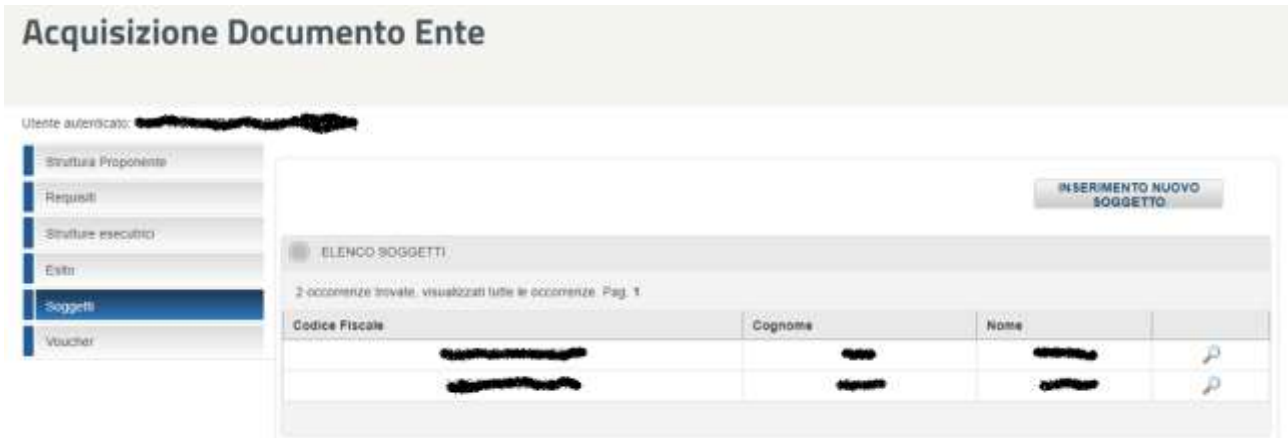 Acquisizione Documento Ente
Utente autenticato:
Struttura Proponente
Requisiti
Strutture esecutrici
Esito
Soggetti
Voucher
INSERIMENTO NUOVO
SOGGETTO
ELENCO SOGGETTI
2 occorrenze trovate, visualizzati tutte le occorrenze. Pag. 1
Codice Fiscale Cognome Nome